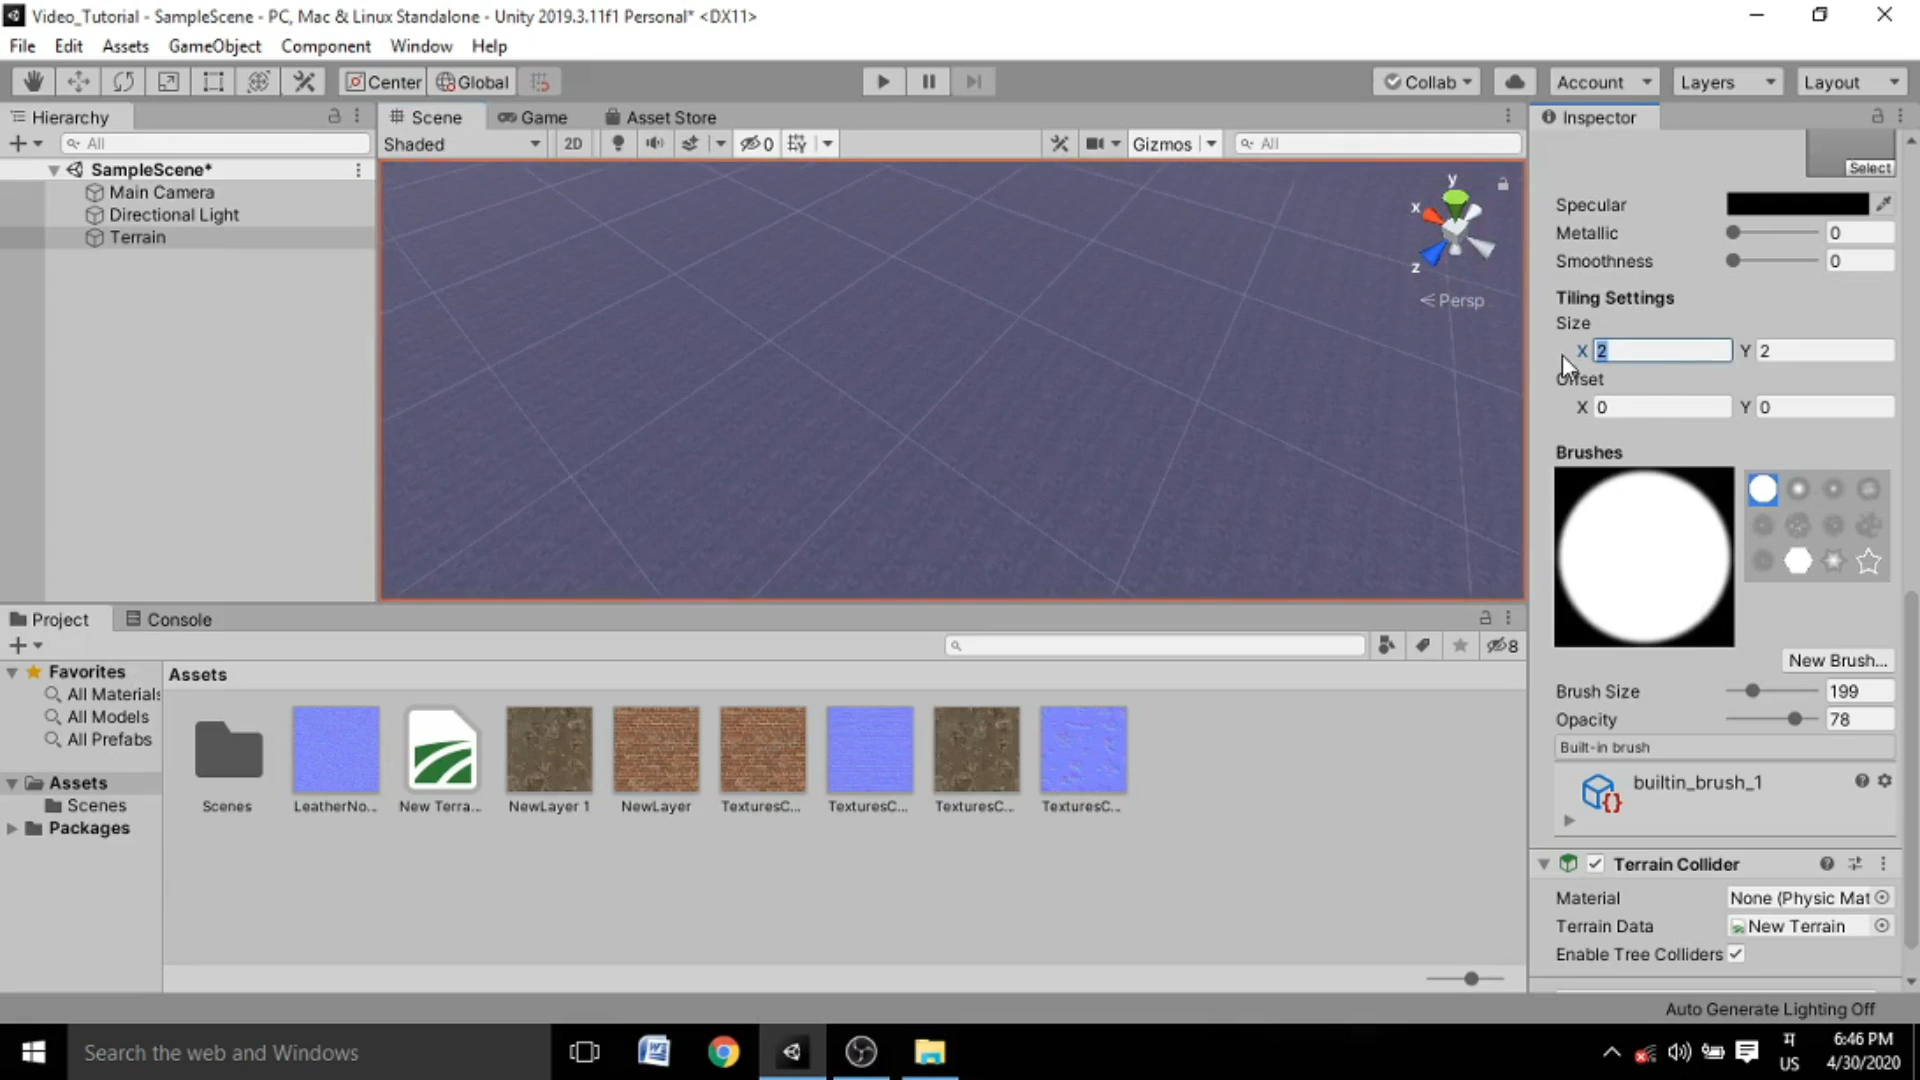 Video_Tutorial - SampleScene - PC, Mac & Linux Standalone - Unity 2019.3.11f1 Personal* <DX11>
File Edit Assets GameObject Component Window Help
Center Global Collab Account Layers Layout
Hierarchy
All
SampleScene*
Main Camera
Directional Light
Terrain
Scene Game Asset Store
Shaded 2D 0 Gizmos All
y
x
z
Persp
Inspector
Select
Specular
Metallic 0
Smoothness 0
Tiling Settings
Size
X 2 Y 2
Offset
X 0 Y 0
Brushes
New Brush...
Brush Size 199
Opacity 78
Built-in brush
builtin_brush_1
Terrain Collider
Material None (Physic Mat
Terrain Data New Terrain
Enable Tree Colliders
Project Console
8
Favorites
All Materials
All Models
All Prefabs
Assets
Scenes
Packages
Assets
Scenes LeatherNo... New Terra... NewLayer 1 NewLayer TexturesC... TexturesC... TexturesC... TexturesC...
Auto Generate Lighting Off
Search the web and Windows
US
6:46 PM
4/30/2020